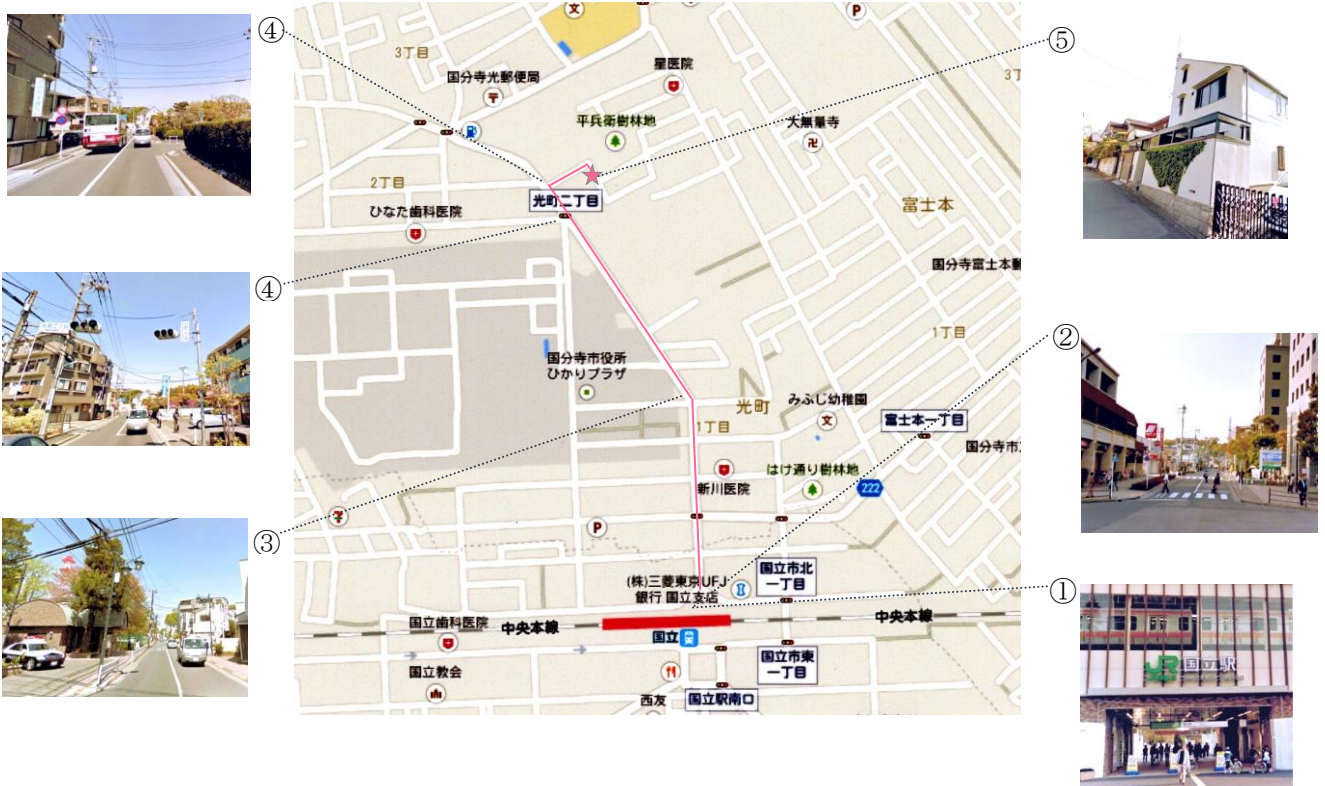 ④
⑤
3丁目
文
P
国分寺光郵便局
星医院
3丁
平兵衛樹林地
大無量寺
2丁目
光町二丁目
富士本
ひなた歯科医院
④
国分寺富士本郵
②
1丁目
国分寺市役所
ひかりプラザ
光町
みふじ幼稚園
文
富士本一丁目
1丁目
国分寺市立
新川医院
はけ通り樹林地
222
③
P
(株)三菱東京UFJ
銀行 国立支店
国立市北
一丁目
①
国立歯科医院
中央本線
国立
中央本線
国立市東
一丁目
国立教会
西友
国立駅南口
JR 国立駅